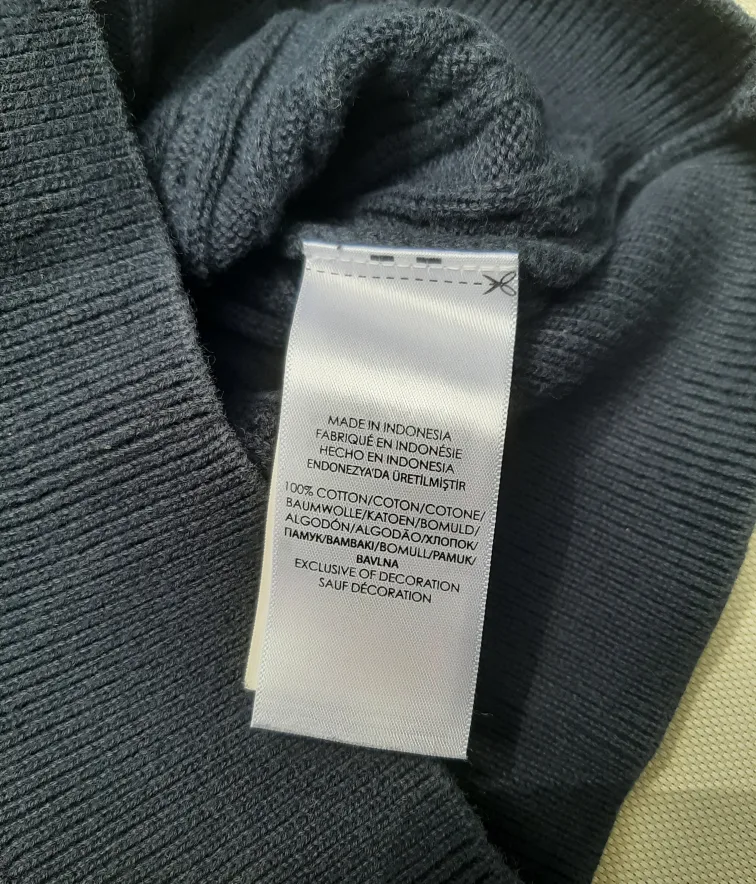 MADE IN INDONESIA
FABRIQUÉ EN INDONÉSIE
HECHO EN INDONESIA
ENDONEZYA'DA ÜRETİLMİŞTİR
100% COTTON/COTON/COTONE/
BAUMWOLLE/KATOEN/BOMULD/
ALGODÓN/ALGODÃO/ХЛОПОК/
ПАМУК/ΒΑΜΒΑΚΙ/BOMULL/PAMUK/
BAVLNA
EXCLUSIVE OF DECORATION
SAUF DÉCORATION